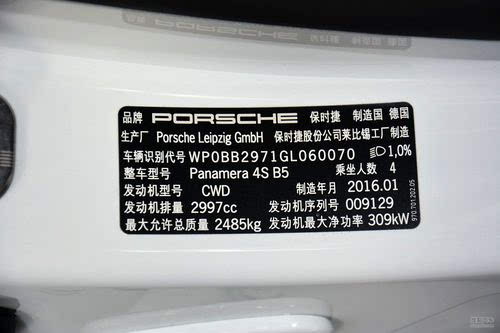 品牌 PORSCHE 保时捷 制造国 德国
生产厂 Porsche Leipzig GmbH 保时捷股份公司莱比锡工厂制造
车辆识别代号 WP0BB2971GL060070 1,0%
整车型号 Panamera 4S B5 乘坐人数 4
发动机型号 CWD 制造年月 2016.01
发动机排量 2997cc 发动机序列号 009129
最大允许总质量 2485kg 发动机最大净功率 309kW
970.701.202.05